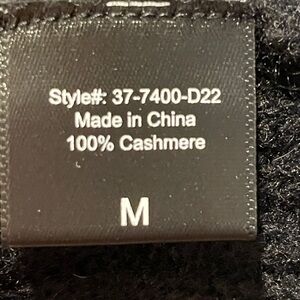 Style#: 37-7400-D22
Made in China
100% Cashmere
M